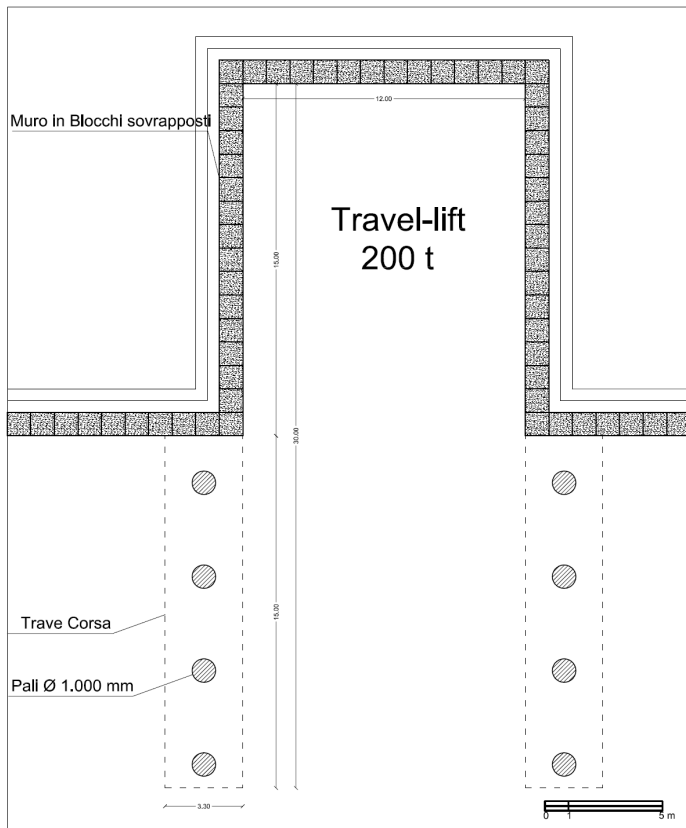 12.00
Muro in Blocchi sovrapposti
Travel-lift
200 t
15.00
30.00
15.00
Trave Corsa
Pali Ø 1.000 mm
3.30
0 1 5 m